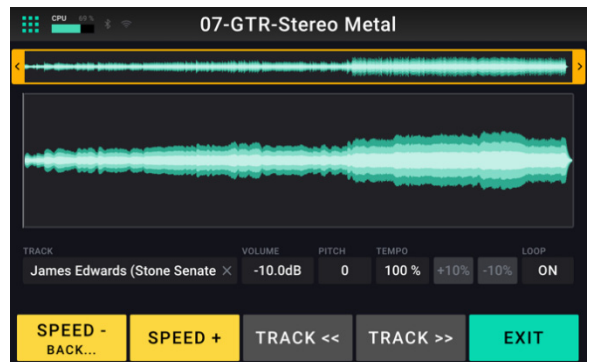 CPU 65%
07-GTR-Stereo Metal
TRACK VOLUME PITCH TEMPO LOOP
James Edwards (Stone Senate × -10.0dB 0 100 % +10% -10% ON
SPEED -
BACK...
SPEED +
TRACK <<
TRACK >>
EXIT